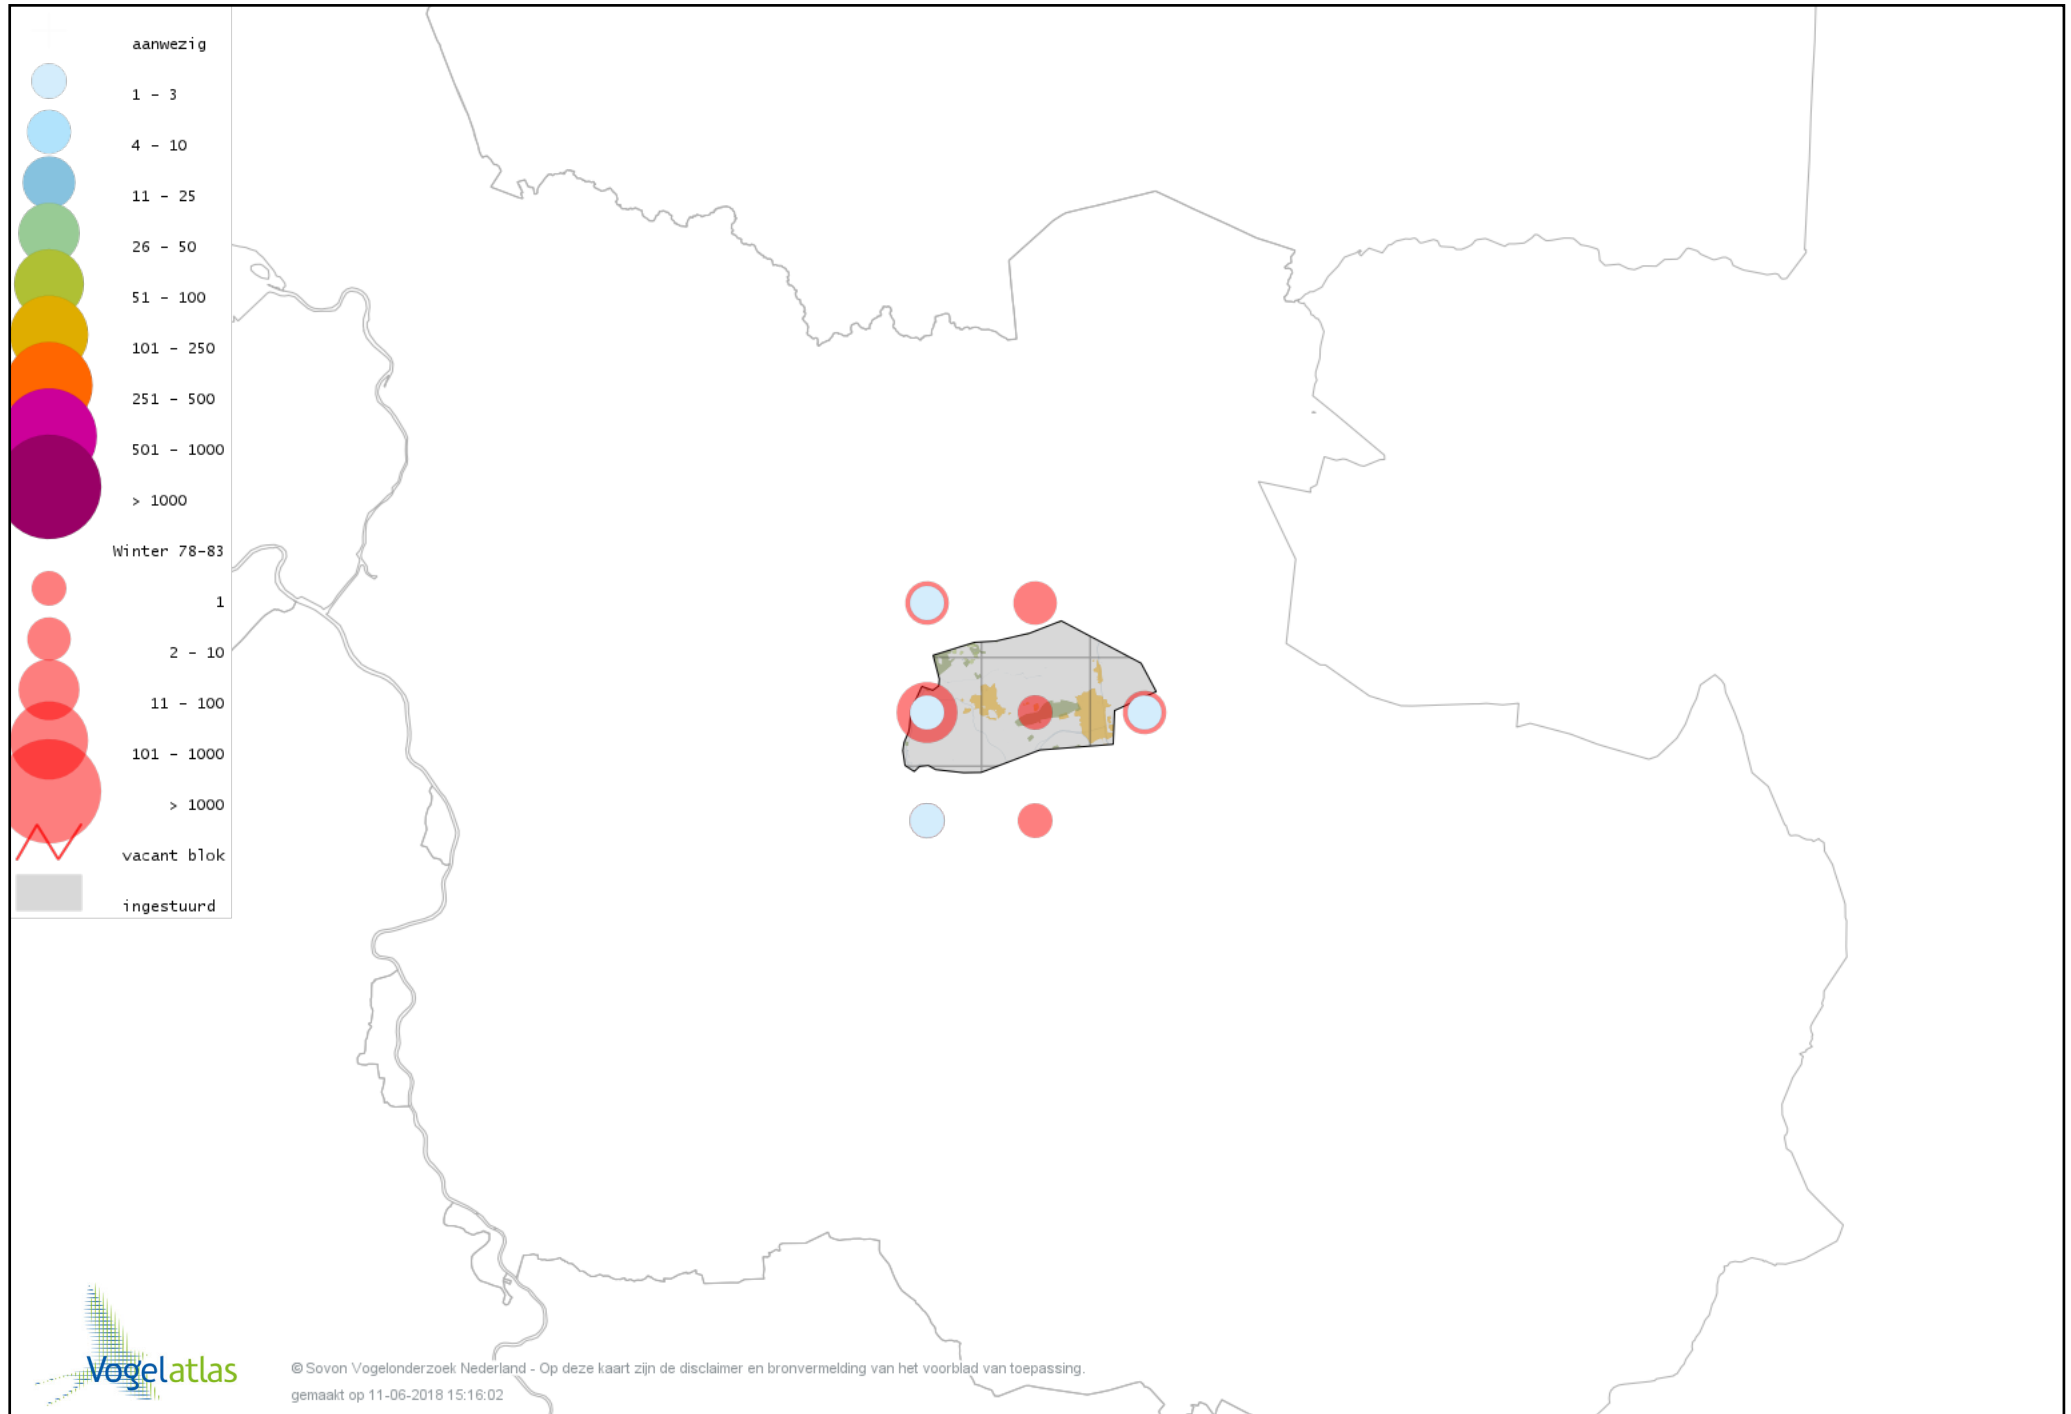 aanwezig
1 - 3
4 - 10
11 - 25
26 - 50
51 - 100
101 - 250
251 - 500
501 - 1000
> 1000
Winter 78-83
1
2 - 10
11 - 100
101 - 1000
> 1000
vacant blok
ingestuurd
Vogelatlas
© Sovon Vogelonderzoek Nederland - Op deze kaart zijn de disclaimer en bronvermelding van het voorblad van toepassing.
gemaakt op 11-06-2018 15:16:02